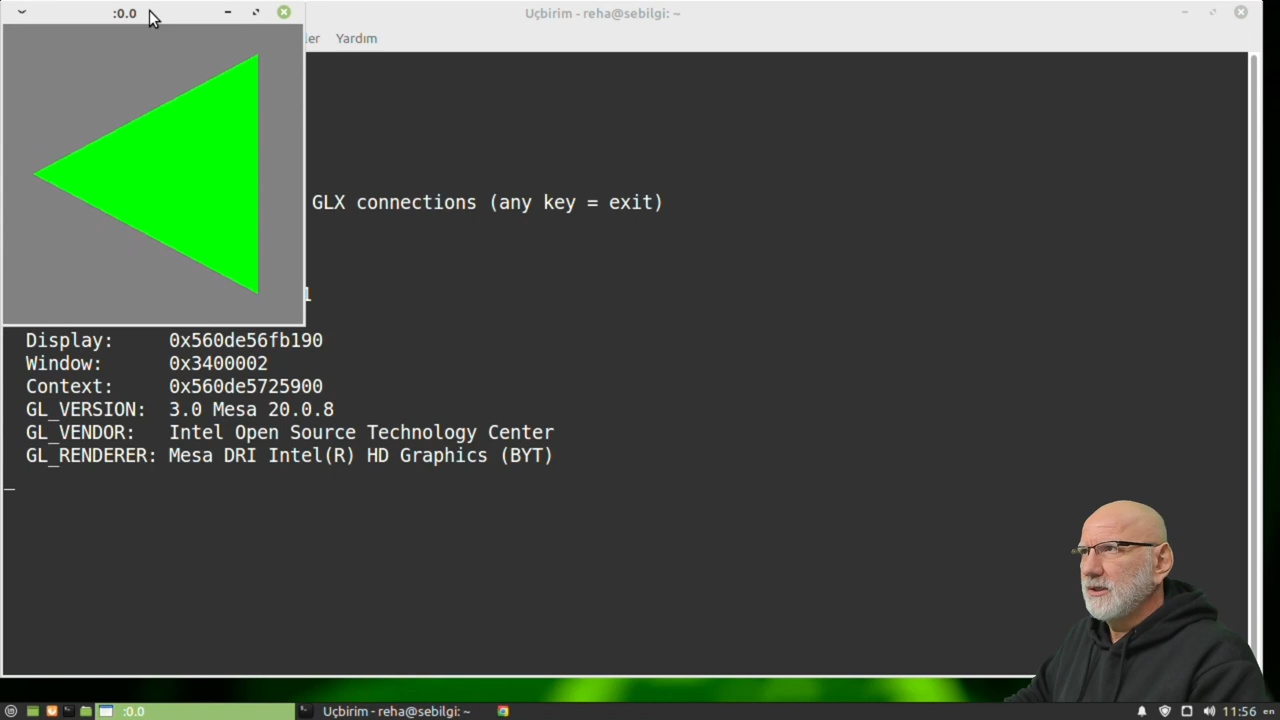 :0.0
Uçbirim - reha@sebilgi: ~
ler Yardım
GLX connections (any key = exit)
1
Display: 0x560de56fb190
Window: 0x3400002
Context: 0x560de5725900
GL_VERSION: 3.0 Mesa 20.0.8
GL_VENDOR: Intel Open Source Technology Center
GL_RENDERER: Mesa DRI Intel(R) HD Graphics (BYT)
:0.0
Uçbirim - reha@sebilgi: ~
11:56 en